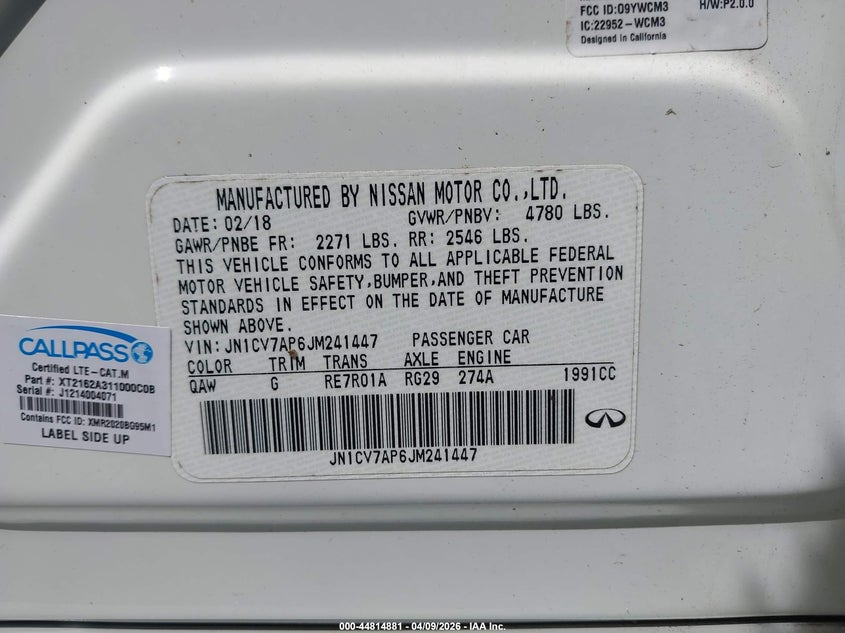 FCC ID:O9YWCM3 H/W:P2.0.0
IC:22952-WCM3
Designed in California
MANUFACTURED BY NISSAN MOTOR CO.,LTD.
DATE: 02/18 GVWR/PNBV: 4780 LBS.
GAWR/PNBE FR: 2271 LBS. RR: 2546 LBS.
THIS VEHICLE CONFORMS TO ALL APPLICABLE FEDERAL
MOTOR VEHICLE SAFETY,BUMPER,AND THEFT PREVENTION
STANDARDS IN EFFECT ON THE DATE OF MANUFACTURE
SHOWN ABOVE.
VIN:JN1CV7AP6JM241447 PASSENGER CAR
COLOR TRIM TRANS AXLE ENGINE
QAW G RE7R01A RG29 274A 1991CC
JN1CV7AP6JM241447
CALLPASS
Certified LTE-CAT.M
Part #: XT2162A311000C0B
Serial #: J1214004071
Contains FCC ID: XMR2020BG95M1
LABEL SIDE UP
000-44814881 - 04/09/2026 - IAA Inc.